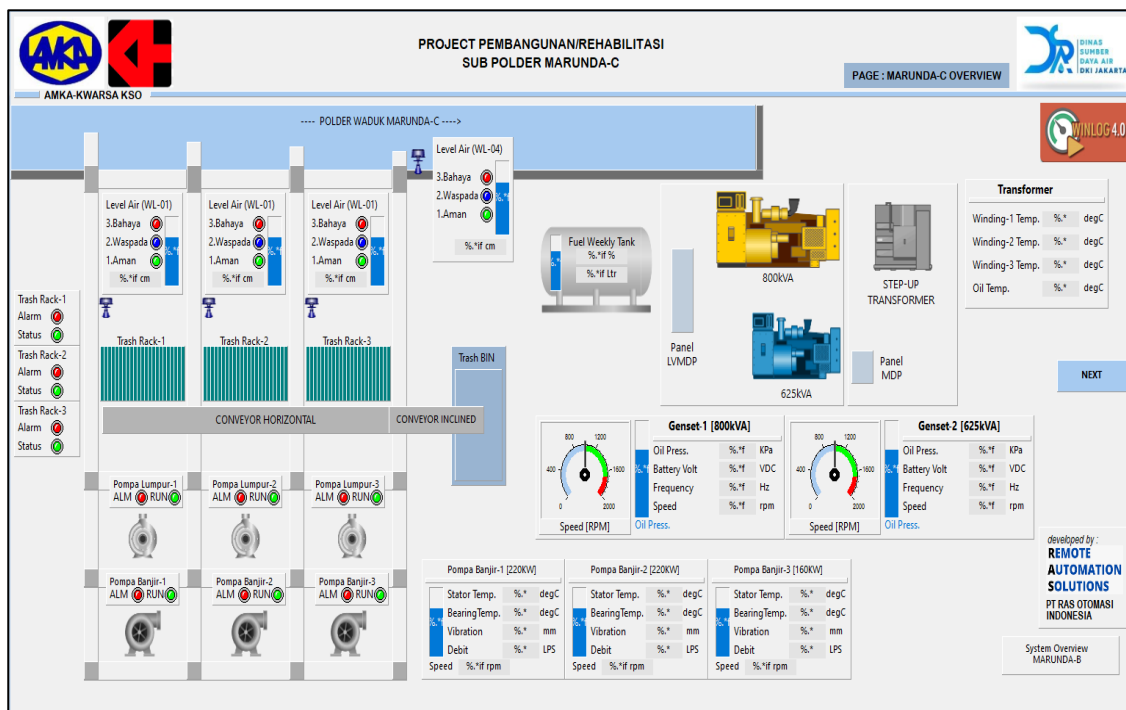 AMKA
AMKA-KWARSA KSO
PROJECT PEMBANGUNAN/REHABILITASI
SUB POLDER MARUNDA-C
PAGE : MARUNDA-C OVERVIEW
DINAS
SUMBER
DAYA AIR
DKI JAKARTA
WINLOG 4.0
---- POLDER WADUK MARUNDA-C ---->
Level Air (WL-04)
3.Bahaya
2.Waspada
1.Aman
%.*if cm
Level Air (WL-01)
3.Bahaya
2.Waspada
1.Aman
%.*if cm
Level Air (WL-01)
3.Bahaya
2.Waspada
1.Aman
%.*if cm
Level Air (WL-01)
3.Bahaya
2.Waspada
1.Aman
%.*if cm
Trash Rack-1
Alarm
Status
Trash Rack-2
Alarm
Status
Trash Rack-3
Alarm
Status
Trash Rack-1
Trash Rack-2
Trash Rack-3
Trash BIN
CONVEYOR HORIZONTAL
CONVEYOR INCLINED
Fuel Weekly Tank
%.*if %
%.*if Ltr
Panel
LVMDP
800kVA
625kVA
STEP-UP
TRANSFORMER
Panel
MDP
Transformer
Winding-1 Temp. %.* degC
Winding-2 Temp. %.* degC
Winding-3 Temp. %.* degC
Oil Temp. %.* degC
NEXT
Genset-1 [800kVA]
0 400 800 1200 1600 2000
Speed [RPM]
Oil Press. %.*f KPa
Battery Volt %.*f VDC
Frequency %.*f Hz
Speed %.*f rpm
Oil Press.
Genset-2 [625kVA]
0 400 800 1200 1600 2000
Speed [RPM]
Oil Press. %.*f KPa
Battery Volt %.*f VDC
Frequency %.*f Hz
Speed %.*f rpm
Oil Press.
Pompa Lumpur-1
ALM RUN
Pompa Lumpur-2
ALM RUN
Pompa Lumpur-3
ALM RUN
Pompa Banjir-1
ALM RUN
Pompa Banjir-2
ALM RUN
Pompa Banjir-3
ALM RUN
Pompa Banjir-1 [220KW]
Stator Temp. %.* degC
BearingTemp. %.* degC
Vibration %.* mm
Debit %.* LPS
Speed %.*if rpm
Pompa Banjir-2 [220KW]
Stator Temp. %.* degC
BearingTemp. %.* degC
Vibration %.* mm
Debit %.* LPS
Speed %.*if rpm
Pompa Banjir-3 [160KW]
Stator Temp. %.* degC
BearingTemp. %.* degC
Vibration %.* mm
Debit %.* LPS
Speed %.*if rpm
developed by :
REMOTE
AUTOMATION
SOLUTIONS
PT RAS OTOMASI
INDONESIA
System Overview
MARUNDA-B